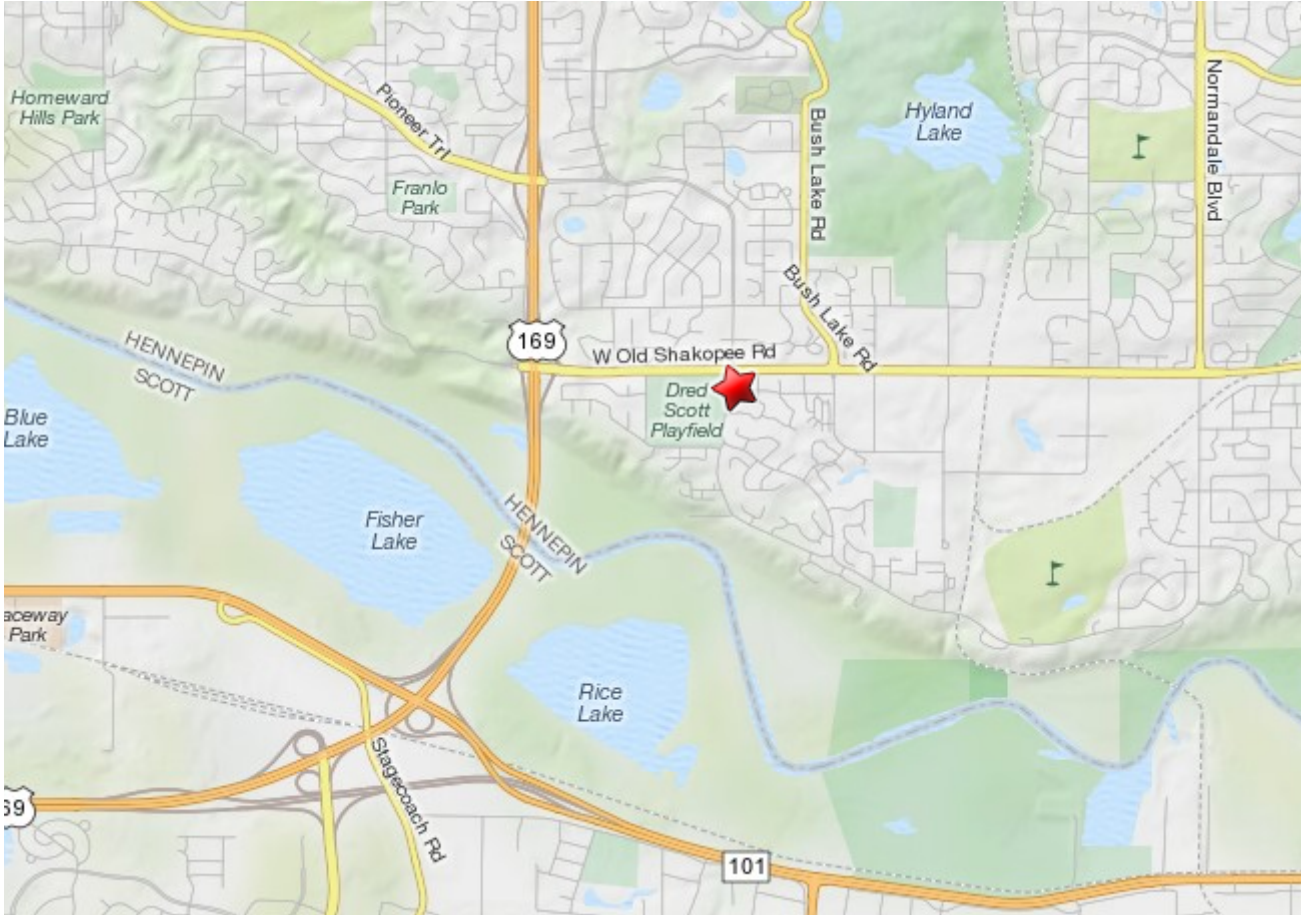 Homeward
Hills Park
Pioneer Trl
Franlo
Park
Bush Lake Rd
Hyland
Lake
Normandale Blvd
Bush Lake Rd
169
W Old Shakopee Rd
HENNEPIN
SCOTT
Dred
Scott
Playfield
Blue
Lake
Fisher
Lake
HENNEPIN
SCOTT
aceway
Park
Rice
Lake
Stagecoach Rd
69
101